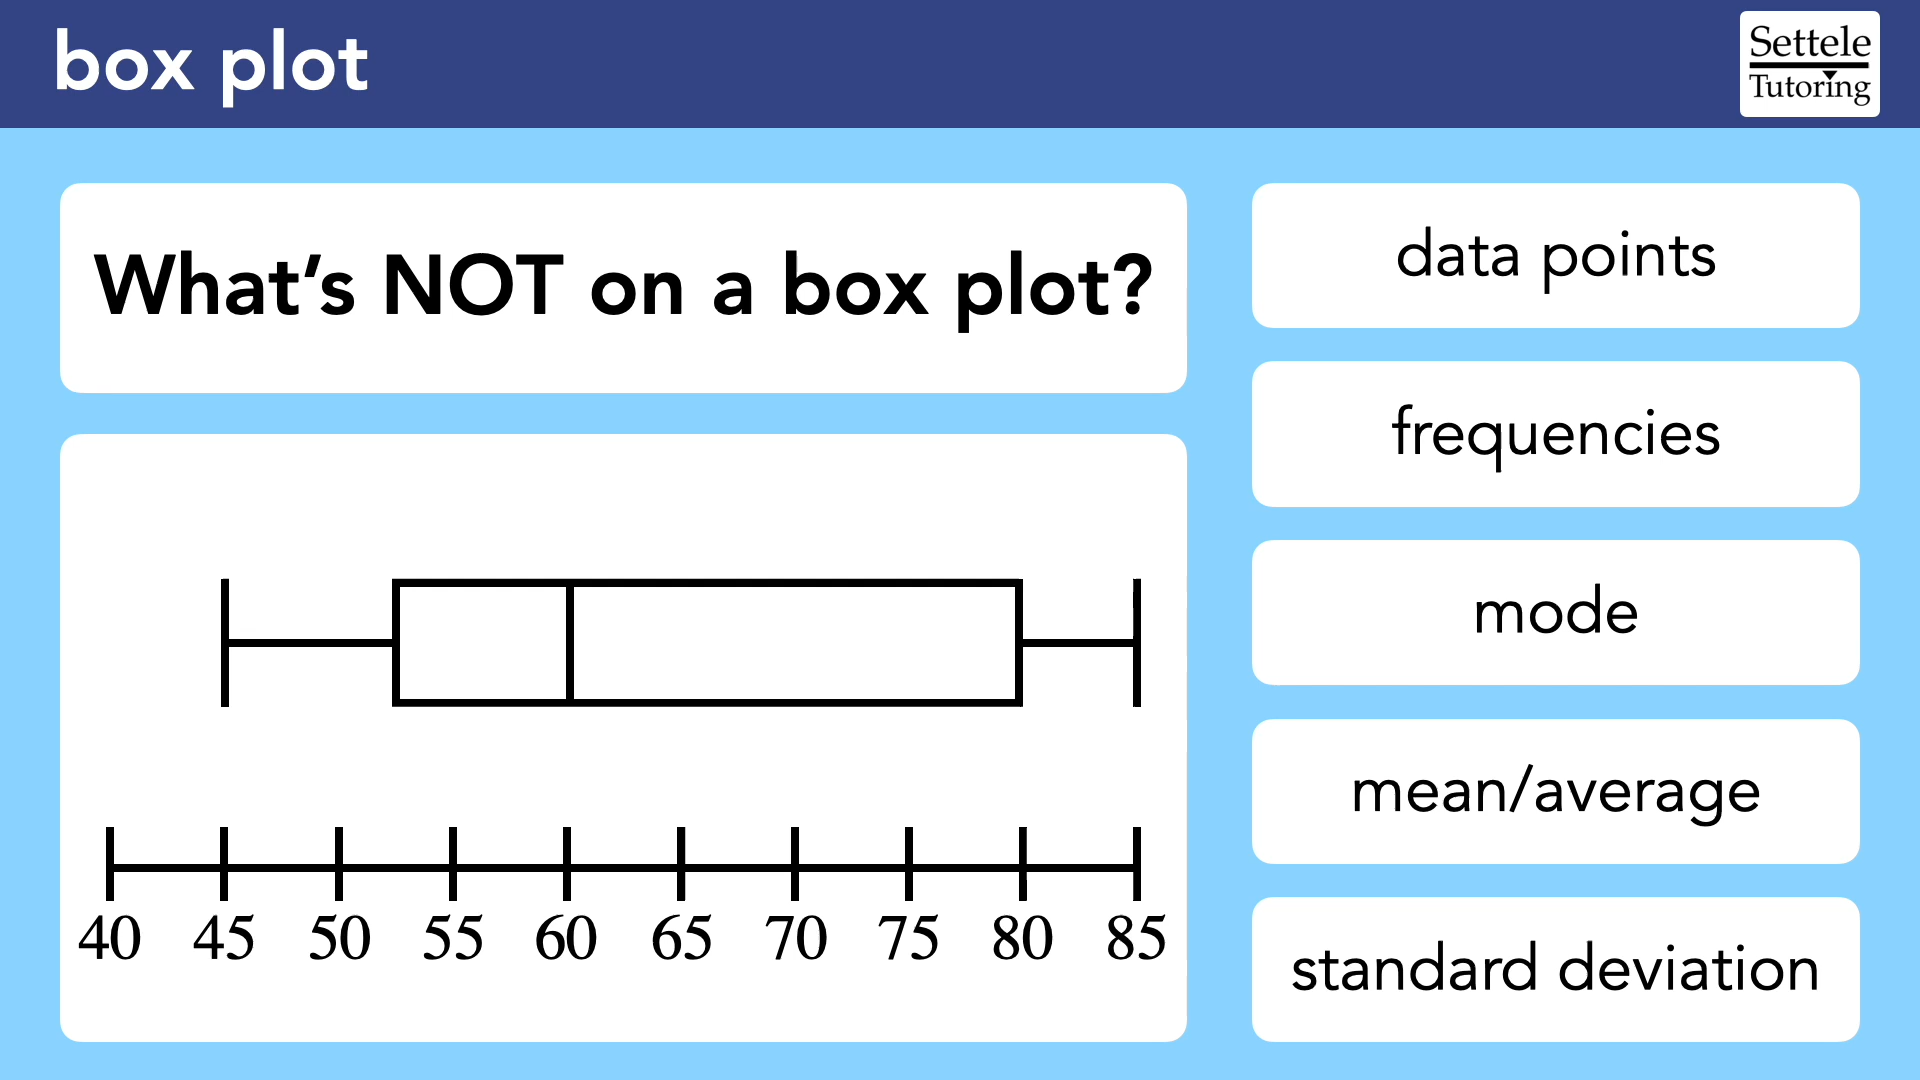 box plot
Settele
Tutoring
What's NOT on a box plot?
data points
frequencies
mode
mean/average
standard deviation
40 45 50 55 60 65 70 75 80 85